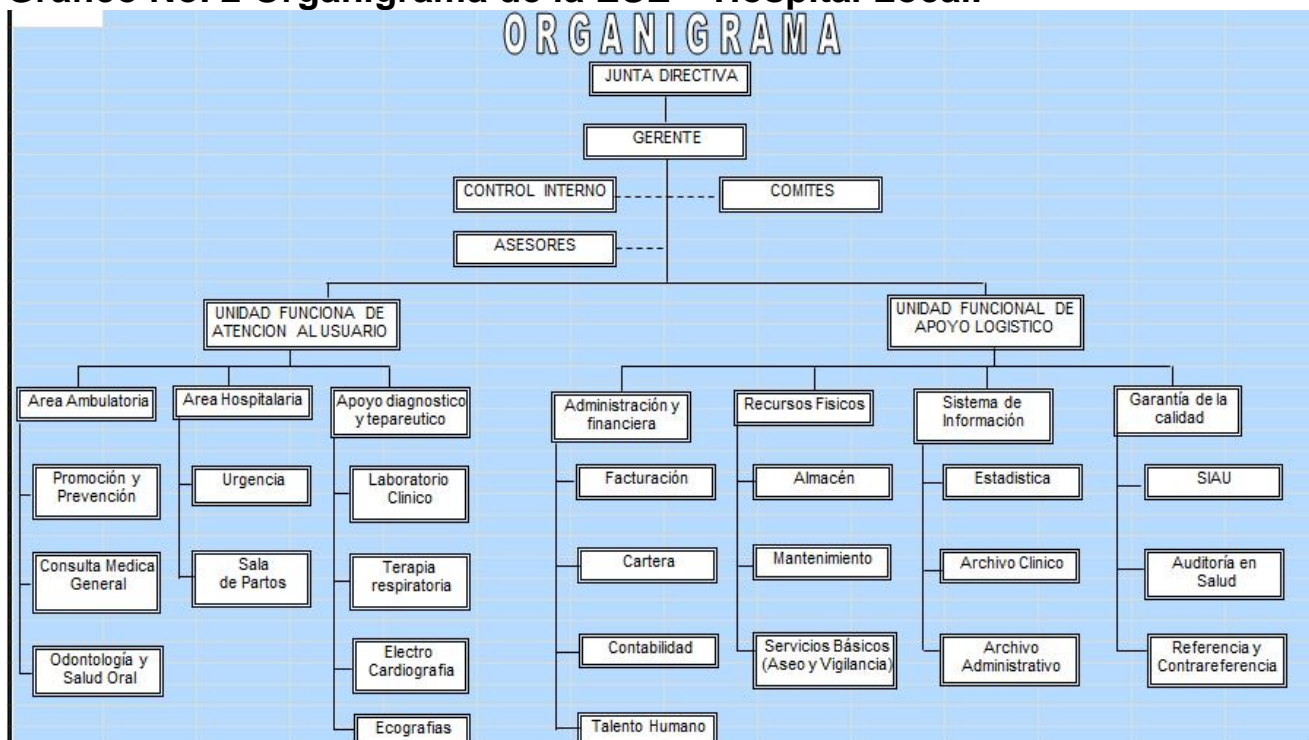 ORGANIGRAMA
JUNTA DIRECTIVA
GERENTE
CONTROL INTERNO
COMITES
ASESORES
UNIDAD FUNCIONA DE
ATENCION AL USUARIO
UNIDAD FUNCIONAL DE
APOYO LOGISTICO
Area Ambulatoria
Area Hospitalaria
Apoyo diagnostico
y tepareutico
Administración y
financiera
Recursos Fisicos
Sistema de
Información
Garantía de la
calidad
Promoción y
Prevención
Urgencia
Laboratorio
Clinico
Facturación
Almacén
Estadistica
SIAU
Consulta Medica
General
Sala
de Partos
Terapia
respiratoria
Cartera
Mantenimiento
Archivo Clinico
Auditoría en
Salud
Odontología y
Salud Oral
Electro
Cardiografia
Contabilidad
Servicios Básicos
(Aseo y Vigilancia)
Archivo
Administrativo
Referencia y
Contrareferencia
Ecografias
Talento Humano